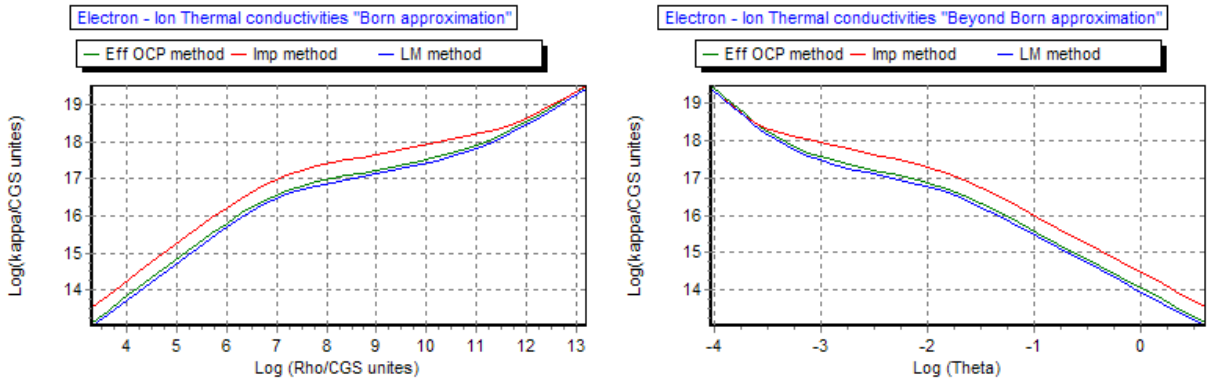 Electron - Ion Thermal conductivities "Born approximation"
Eff OCP method Imp method LM method
19
18
17
16
15
14
Log(kappa/CGS unites)
4 5 6 7 8 9 10 11 12 13
Log (Rho/CGS unites)
Electron - Ion Thermal conductivities "Beyond Born approximation"
Eff OCP method Imp method LM method
19
18
17
16
15
14
Log(kappa/CGS unites)
-4 -3 -2 -1 0
Log (Theta)